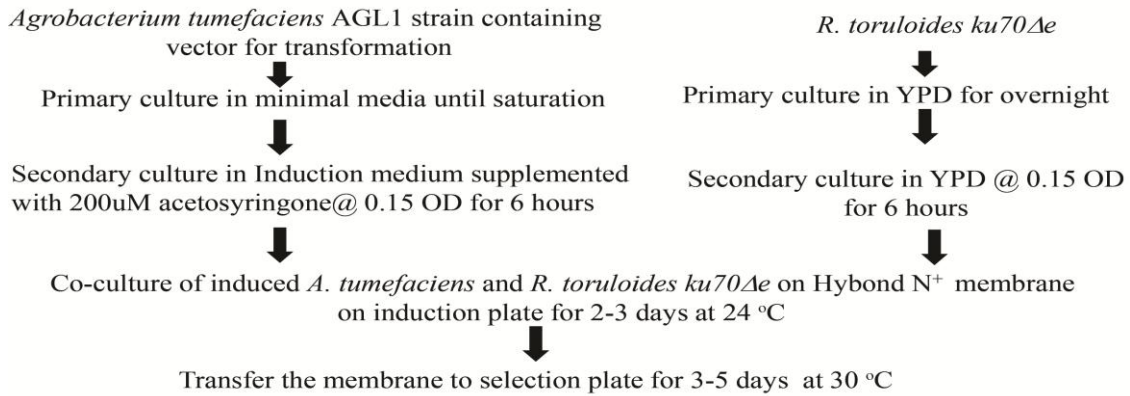 Agrobacterium tumefaciens AGL1 strain containing
vector for transformation
Primary culture in minimal media until saturation
Secondary culture in Induction medium supplemented
with 200uM acetosyringone@ 0.15 OD for 6 hours
R. toruloides ku70Δe
Primary culture in YPD for overnight
Secondary culture in YPD @ 0.15 OD
for 6 hours
Co-culture of induced A. tumefaciens and R. toruloides ku70Δe on Hybond N⁺ membrane
on induction plate for 2-3 days at 24 °C
Transfer the membrane to selection plate for 3-5 days at 30 °C